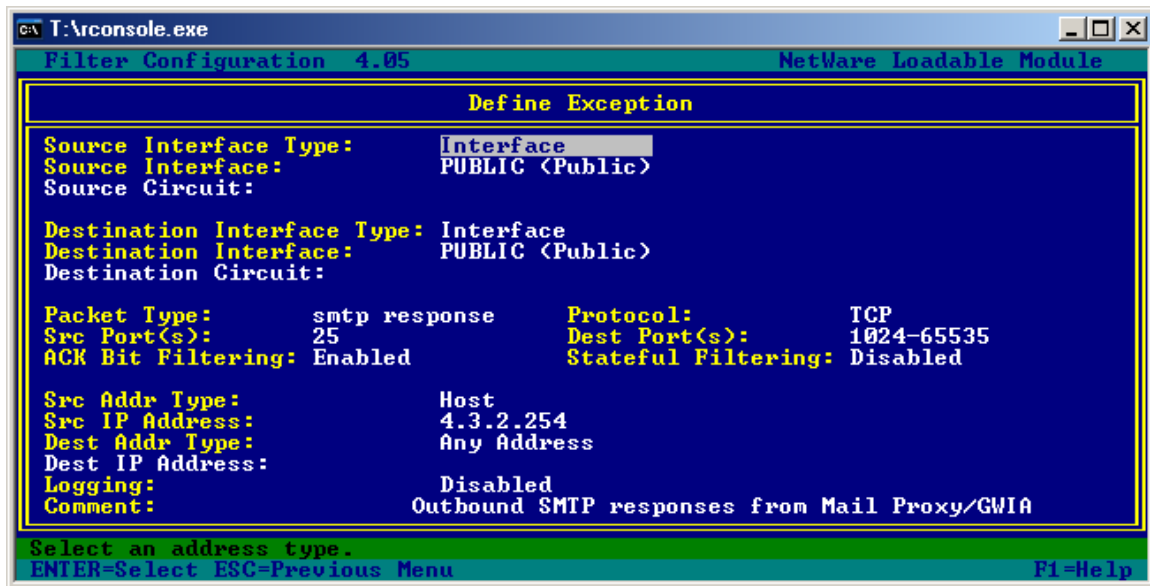 T:\rconsole.exe
Filter Configuration 4.05 NetWare Loadable Module
Define Exception
Source Interface Type: Interface
Source Interface: PUBLIC (Public)
Source Circuit:
Destination Interface Type: Interface
Destination Interface: PUBLIC (Public)
Destination Circuit:
Packet Type: smtp response Protocol: TCP
Src Port(s): 25 Dest Port(s): 1024-65535
ACK Bit Filtering: Enabled Stateful Filtering: Disabled
Src Addr Type: Host
Src IP Address: 4.3.2.254
Dest Addr Type: Any Address
Dest IP Address:
Logging: Disabled
Comment: Outbound SMTP responses from Mail Proxy/GWIA
Select an address type.
ENTER=Select ESC=Previous Menu F1=Help